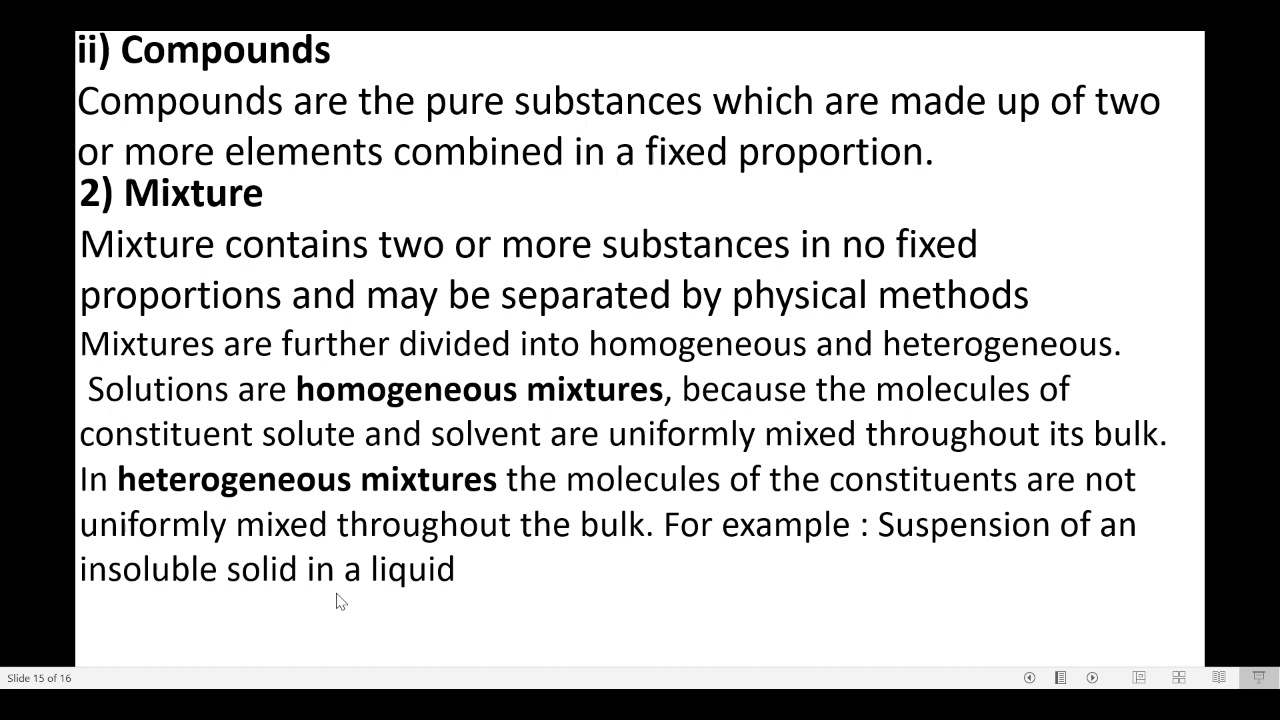 ii) Compounds
Compounds are the pure substances which are made up of two
or more elements combined in a fixed proportion.
2) Mixture
Mixture contains two or more substances in no fixed
proportions and may be separated by physical methods
Mixtures are further divided into homogeneous and heterogeneous.
Solutions are homogeneous mixtures, because the molecules of
constituent solute and solvent are uniformly mixed throughout its bulk.
In heterogeneous mixtures the molecules of the constituents are not
uniformly mixed throughout the bulk. For example : Suspension of an
insoluble solid in a liquid
Slide 15 of 16